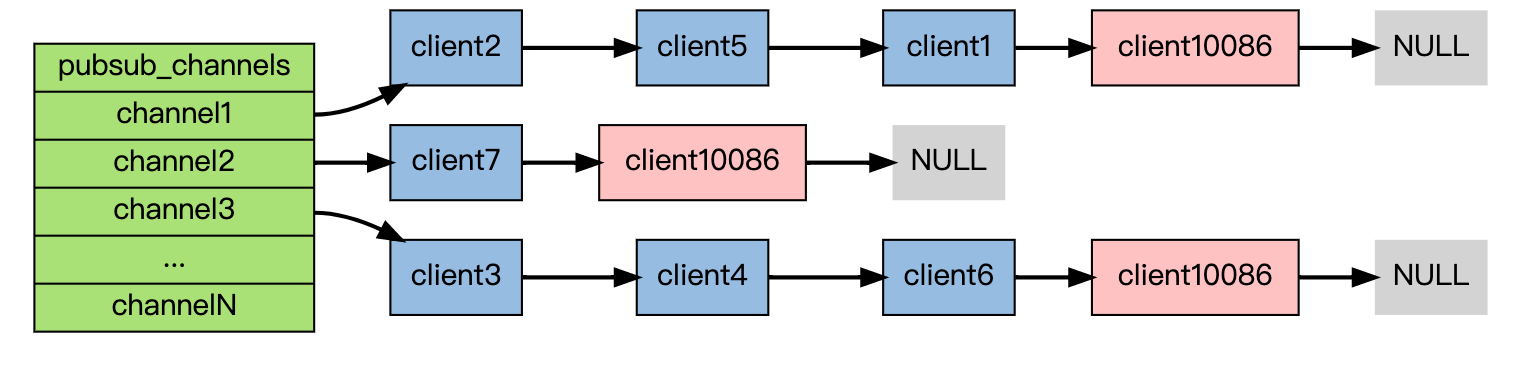 pubsub_channels
channel1
channel2
channel3
...
channelN
client2 client5 client1 client10086 NULL
client7 client10086 NULL
client3 client4 client6 client10086 NULL